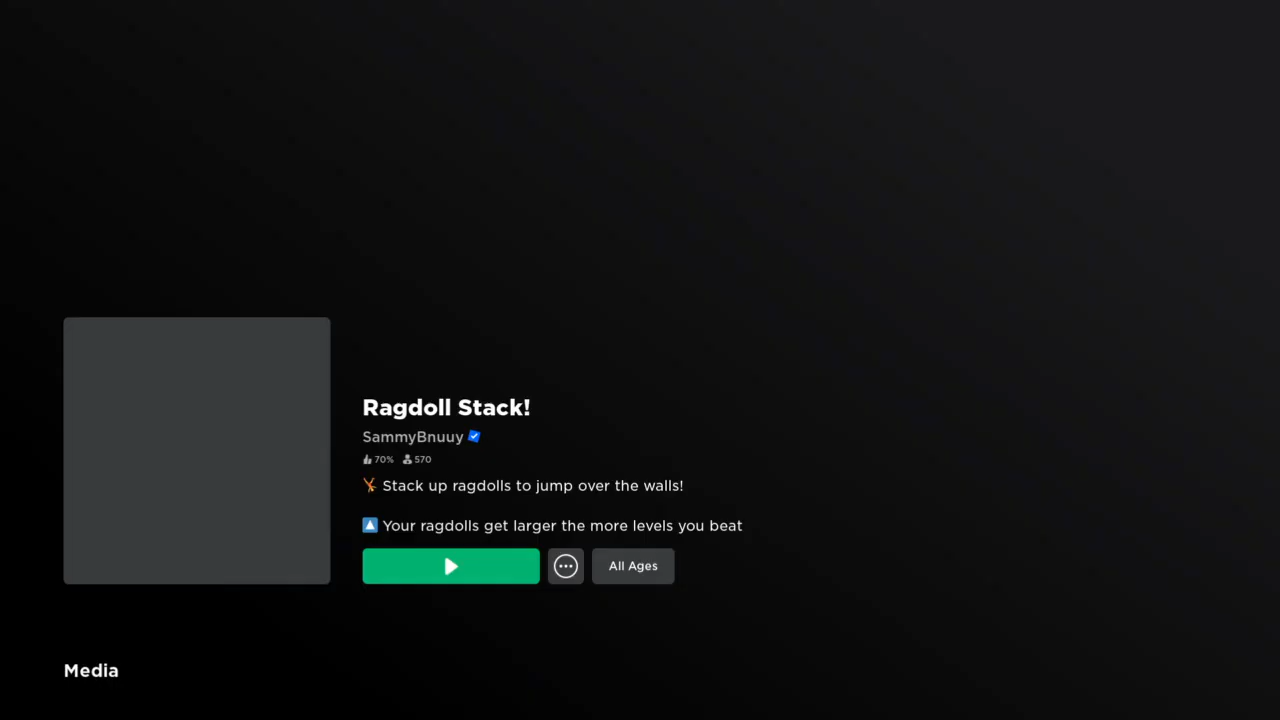 Ragdoll Stack!
SammyBnuuy
70% 570
🤸 Stack up ragdolls to jump over the walls!
🔼 Your ragdolls get larger the more levels you beat
All Ages
Media